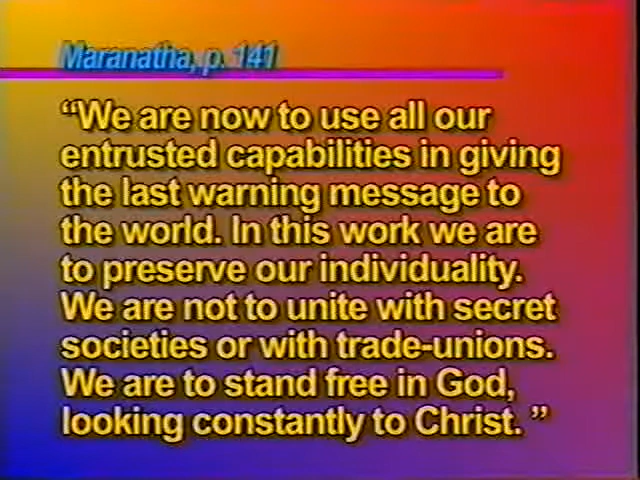 Maranatha, p. 141
“We are now to use all our
entrusted capabilities in giving
the last warning message to
the world. In this work we are
to preserve our individuality.
We are not to unite with secret
societies or with trade-unions.
We are to stand free in God,
looking constantly to Christ. ”